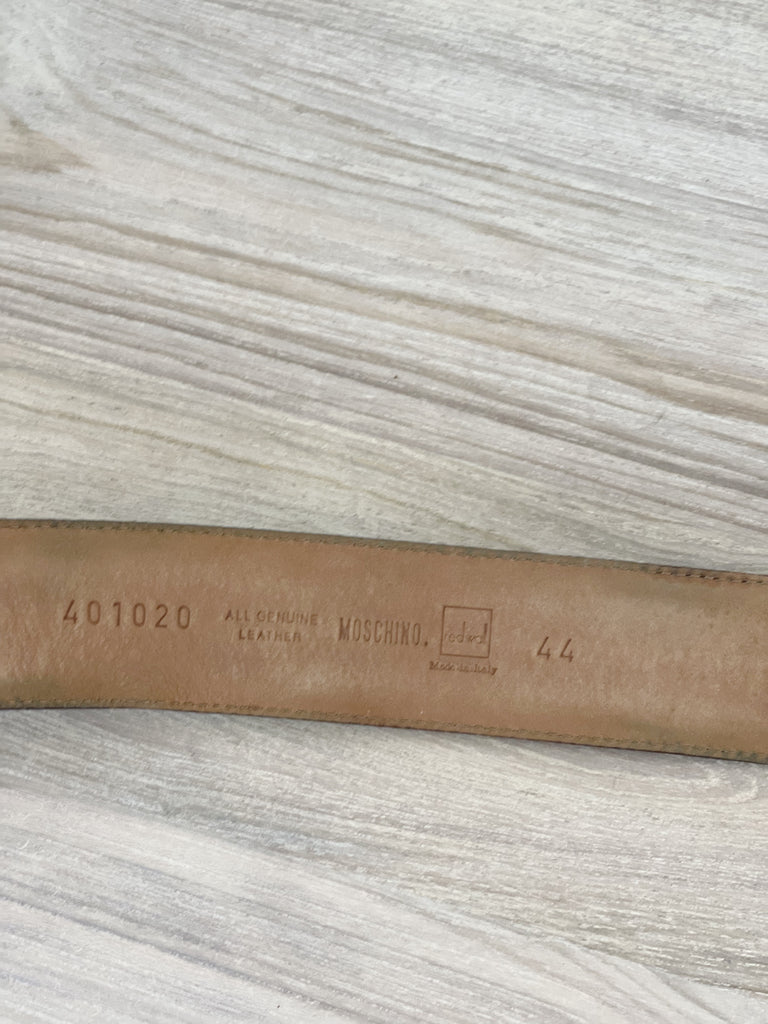 401020
ALL GENUINE
LEATHER
MOSCHINO.
redwall
Made in Italy
44